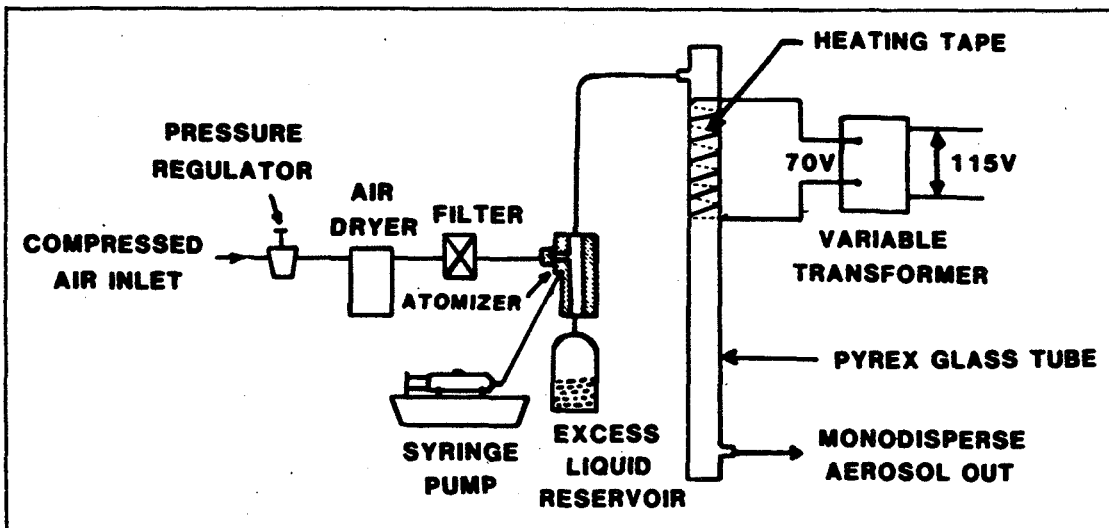 HEATING TAPE
PRESSURE
REGULATOR
AIR
DRYER
FILTER
70V
115V
COMPRESSED
AIR INLET
ATOMIZER
VARIABLE
TRANSFORMER
PYREX GLASS TUBE
SYRINGE
PUMP
EXCESS
LIQUID
RESERVOIR
MONODISPERSE
AEROSOL OUT